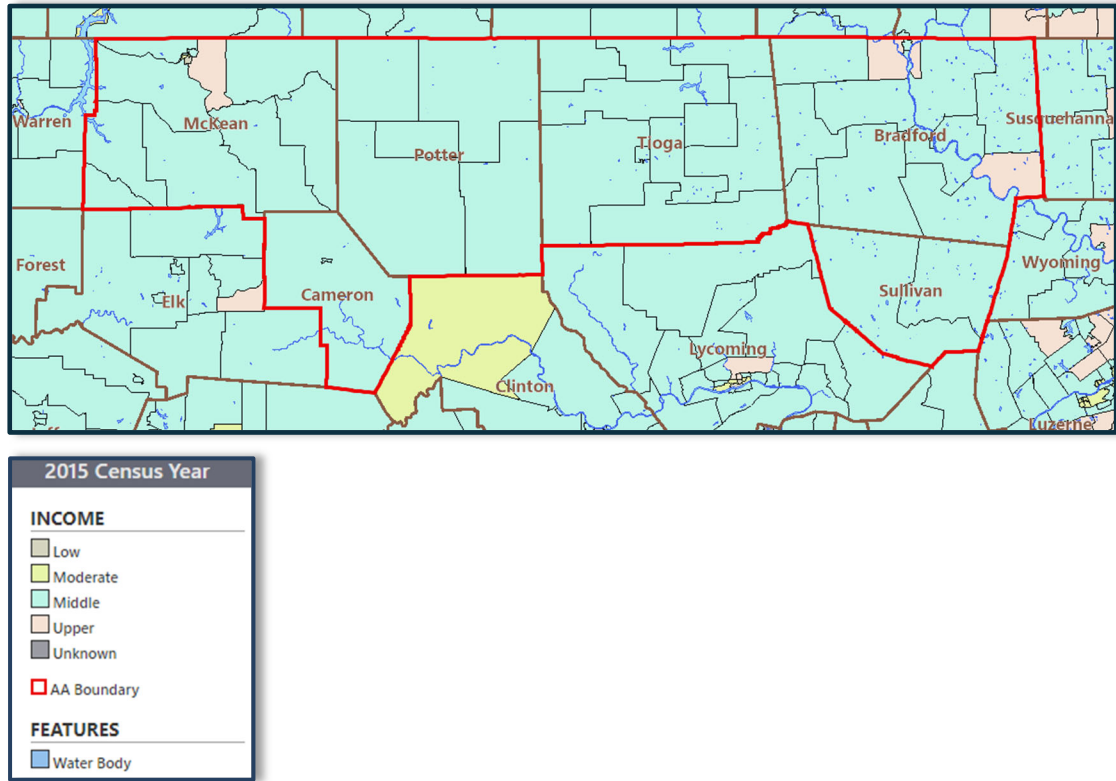 Warren
McKean
Potter
Tioga
Bradford
Susquehanna
Forest
Elk
Cameron
Sullivan
Wyoming
Lycoming
Clinton
Luzerne
2015 Census Year
INCOME
Low
Moderate
Middle
Upper
Unknown
AA Boundary
FEATURES
Water Body